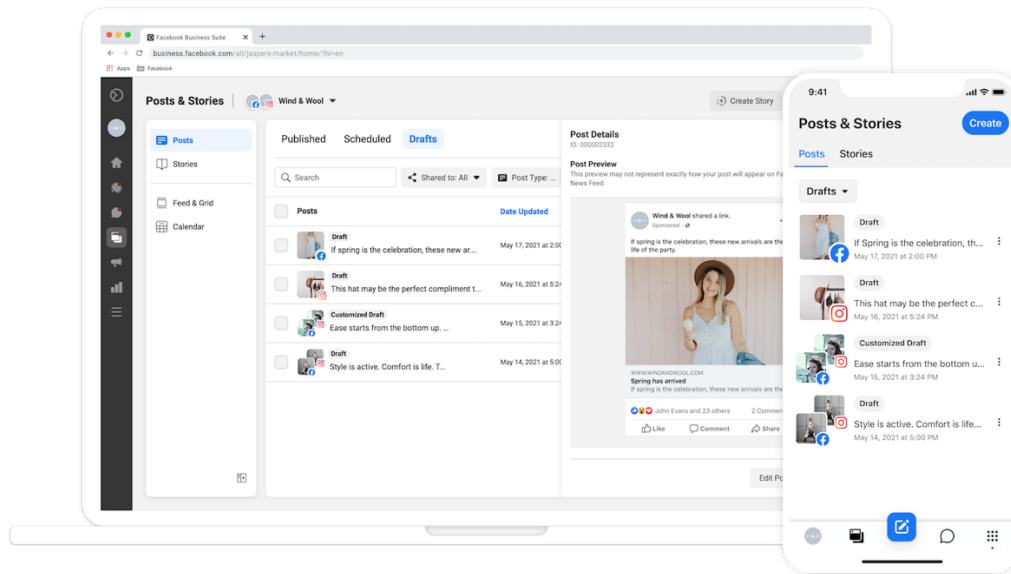 Facebook Business Suite
business.facebook.com/all/jaspers-market/home/?hl=en
Apps Facebook
Posts & Stories Wind & Wool Create Story
Posts
Stories
Feed & Grid
Calendar
Published Scheduled Drafts
Search Shared to: All Post Type: ...
Posts Date Updated
Draft
If spring is the celebration, these new ar... May 17, 2021 at 2:00
Draft
This hat may be the perfect compliment t... May 16, 2021 at 5:24
Customized Draft
Ease starts from the bottom up. ... May 15, 2021 at 3:24
Draft
Style is active. Comfort is life. T... May 14, 2021 at 5:00
Post Details
ID: 000002332
Post Preview
This preview may not represent exactly how your post will appear on Fa
News Feed.
Wind & Wool shared a link.
Sponsored
If spring is the celebration, these new arrivals are the
life of the party.
WWW.WINDANDWOOL.COM
Spring has arrived
If spring is the celebration, these new arrivals are the
John Evans and 23 others 2 Commen
Like Comment Share
Edit Po
9:41
Posts & Stories Create
Posts Stories
Drafts
Draft
If Spring is the celebration, th...
May 17, 2021 at 2:00 PM
Draft
This hat may be the perfect c...
May 16, 2021 at 5:24 PM
Customized Draft
Ease starts from the bottom u...
May 15, 2021 at 3:24 PM
Draft
Style is active. Comfort is life...
May 14, 2021 at 5:00 PM